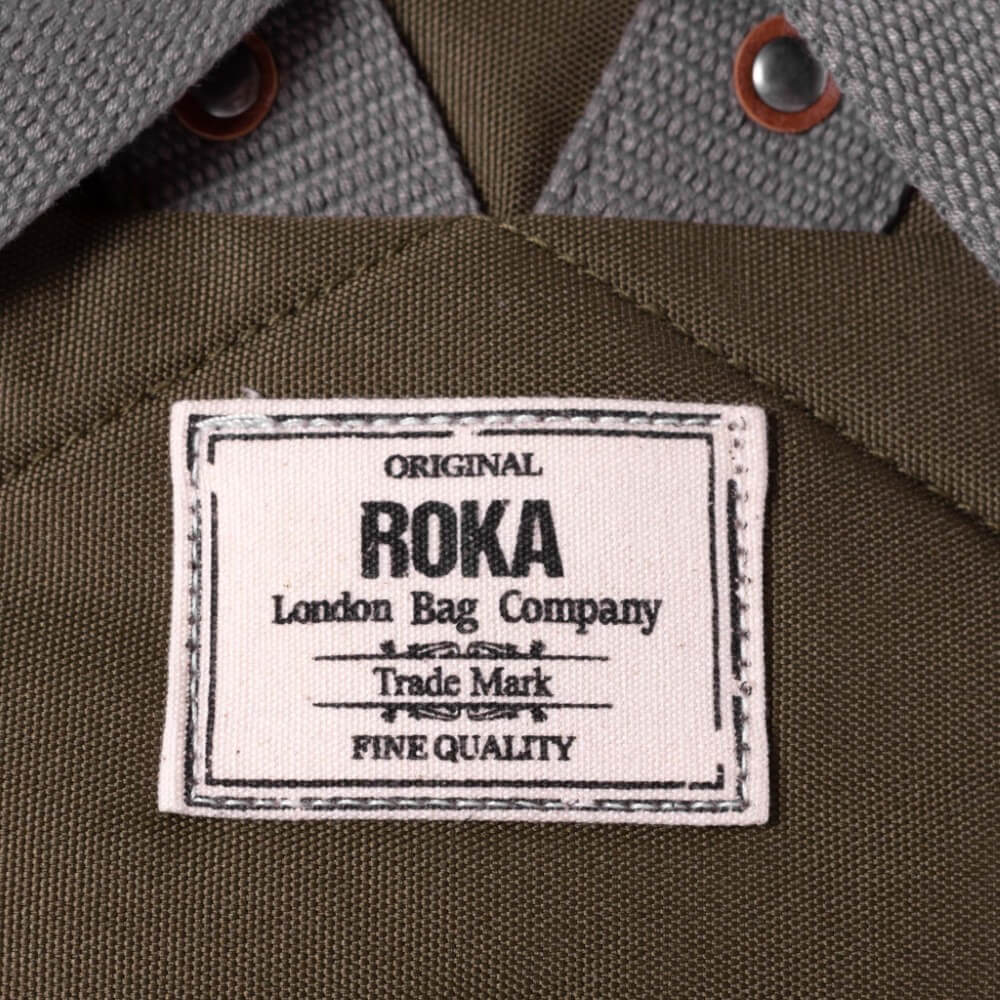 ORIGINAL
ROKA
London Bag Company
Trade Mark
FINE QUALITY